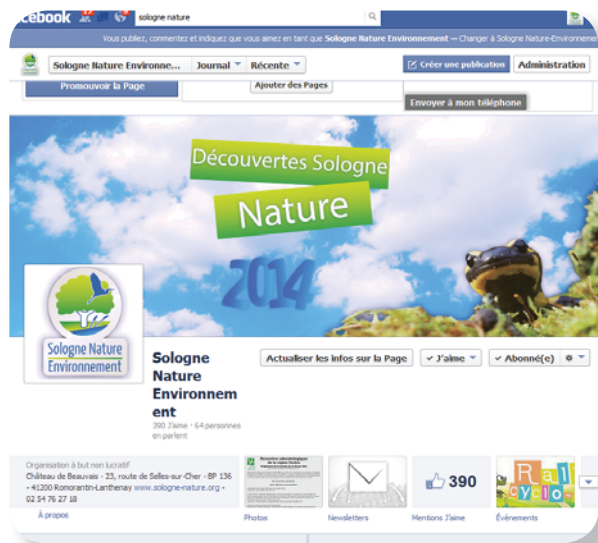 cebook
sologne nature
Vous publiez, commentez et indiquez que vous aimez en tant que Sologne Nature Environnement — Changer à Sologne Nature-Environneme
Sologne Nature Environne... Journal Récente Créer une publication Administration
Promouvoir la Page Ajouter des Pages
Envoyer à mon téléphone
Découvertes Sologne
Nature
2014
Sologne Nature
Environnement
Sologne
Nature
Environnem
ent
Actualiser les infos sur la Page J'aime Abonné(e)
390 J'aime · 64 personnes
en parlent
Organisation à but non lucratif
Château de Beauvais - 23, route de Selles-sur-Cher - BP 136
- 41200 Romorantin-Lanthenay www.sologne-nature.org -
02 54 76 27 18
À propos
390
Ral
cyclo
Photos Newsletters Mentions J'aime Évènements